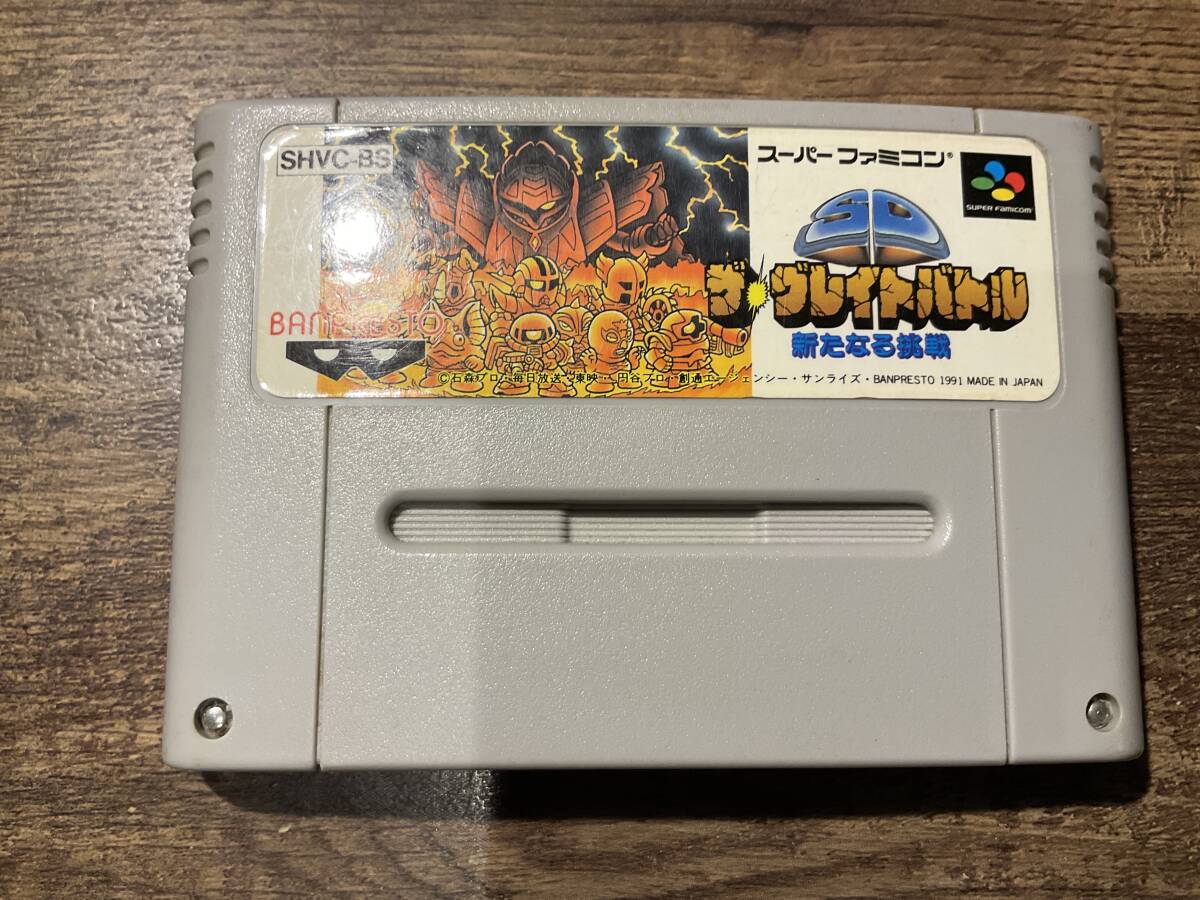 SHVC-BS
スーパーファミコン®
SUPER FAMICOM
SD
ザ・グレイトバトル
新たなる挑戦
BANPRESTO
©石森プロ・毎日放送・東映・円谷プロ・創通エージェンシー・サンライズ・BANPRESTO 1991 MADE IN JAPAN